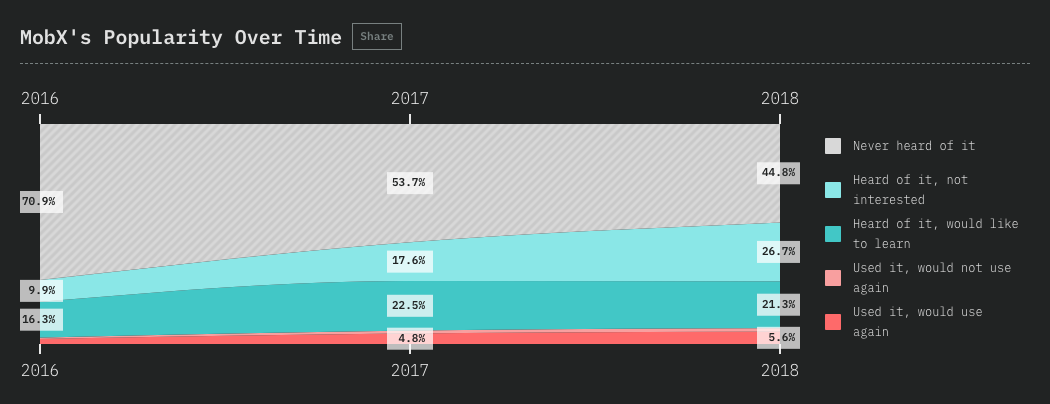 MobX's Popularity Over Time Share
2016 2017 2018
70.9% 53.7% 44.8%
9.9% 17.6% 26.7%
16.3% 22.5% 21.3%
4.8% 5.6%
2016 2017 2018
Never heard of it
Heard of it, not
interested
Heard of it, would like
to learn
Used it, would not use
again
Used it, would use
again